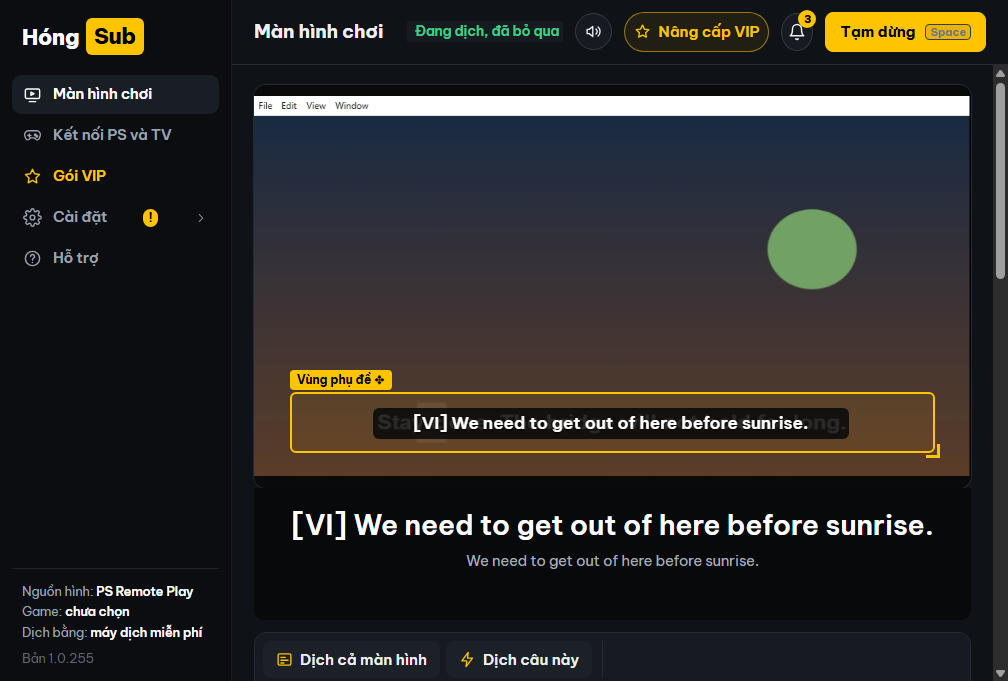 Hóng Sub
Màn hình chơi
Kết nối PS và TV
Gói VIP
Cài đặt !
Hỗ trợ
Nguồn hình: PS Remote Play
Game: chưa chọn
Dịch bằng: máy dịch miễn phí
Bản 1.0.255
Màn hình chơi
Đang dịch, đã bỏ qua
Nâng cấp VIP
3
Tạm dừng Space
File Edit View Window
Vùng phụ đề
[VI] We need to get out of here before sunrise.
[VI] We need to get out of here before sunrise.
We need to get out of here before sunrise.
Dịch cả màn hình
Dịch câu này